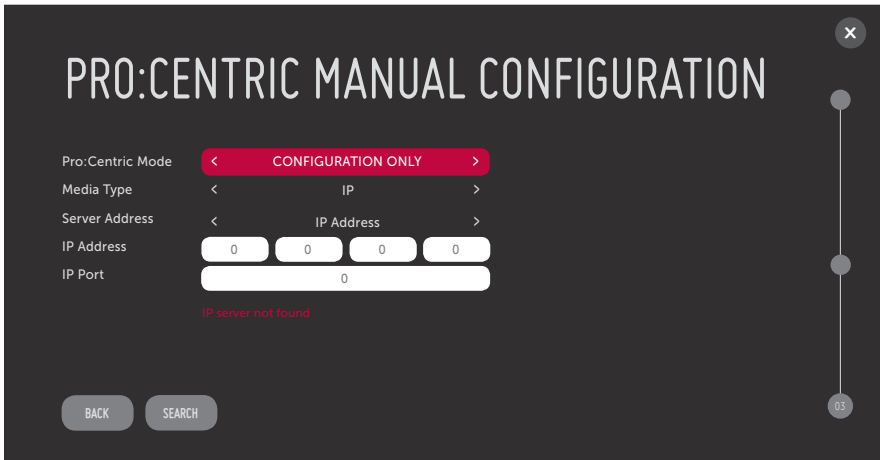 X
PRO:CENTRIC MANUAL CONFIGURATION
Pro:Centric Mode < CONFIGURATION ONLY >
Media Type < IP >
Server Address < IP Address >
IP Address 0 0 0 0
IP Port 0
IP server not found
BACK SEARCH
03